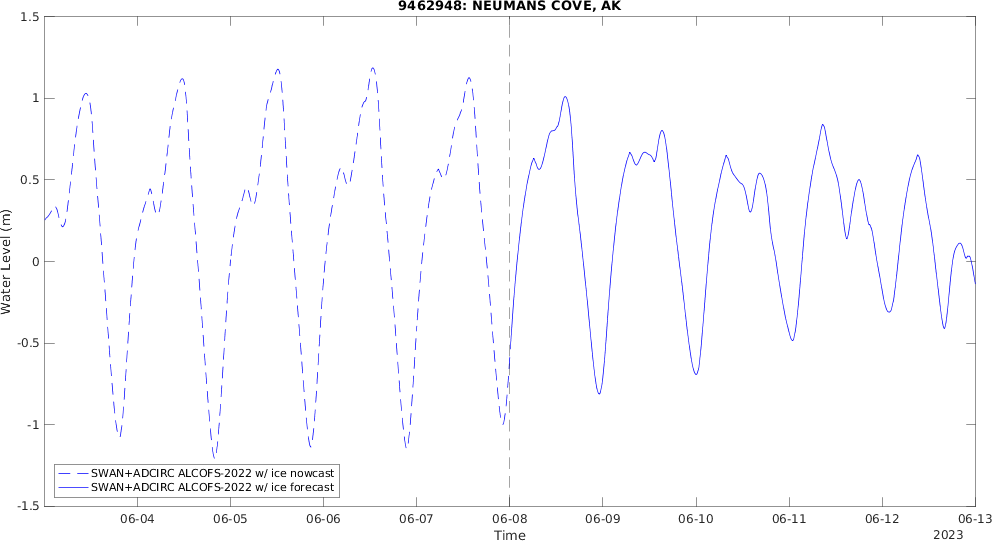 9462948: NEUMANS COVE, AK
Water Level (m)
1.5
1
0.5
0
-0.5
-1
-1.5
SWAN+ADCIRC ALCOFS-2022 w/ ice nowcast
SWAN+ADCIRC ALCOFS-2022 w/ ice forecast
06-04 06-05 06-06 06-07 06-08 06-09 06-10 06-11 06-12 06-13
Time
2023